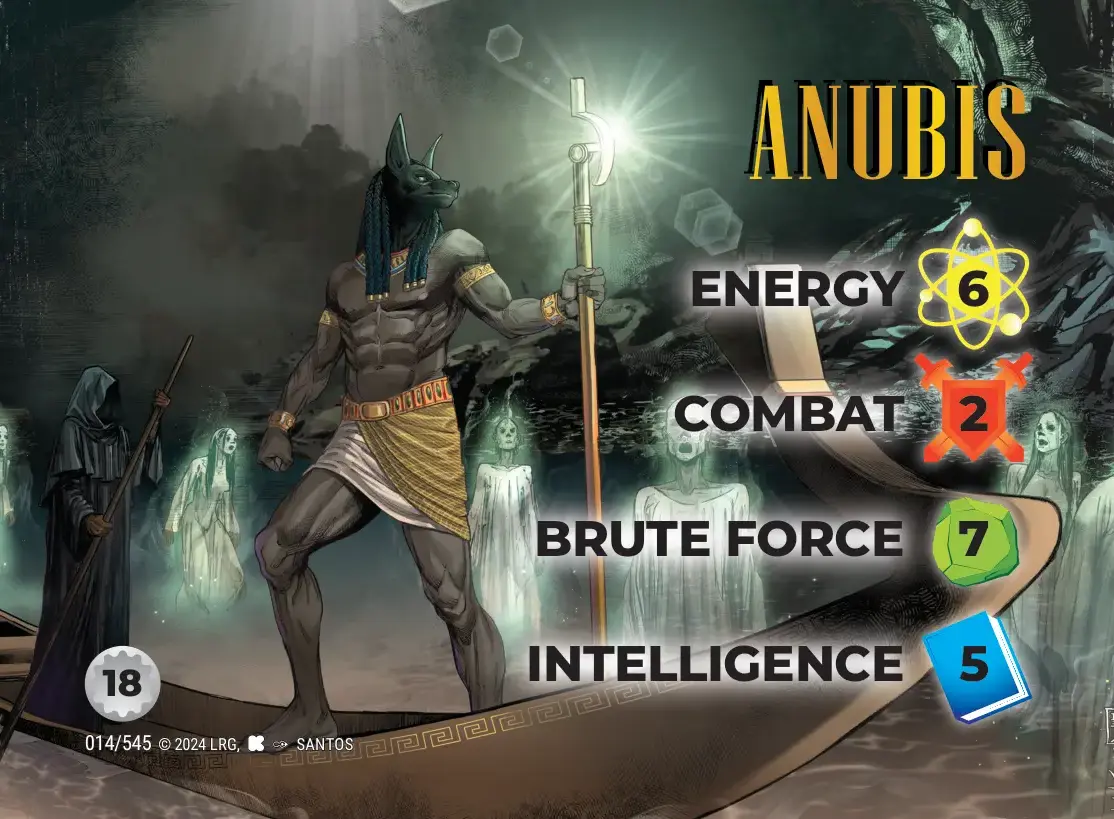 ANUBIS
ENERGY 6
COMBAT 2
BRUTE FORCE 7
INTELLIGENCE 5
18
014/545 © 2024 LRG, SANTOS